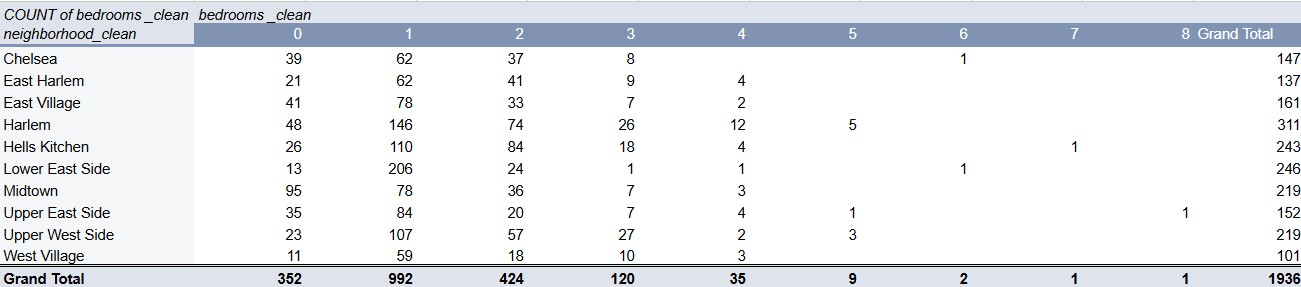 COUNT of bedrooms _clean bedrooms _clean
neighborhood_clean 0 1 2 3 4 5 6 7 8 Grand Total
Chelsea 39 62 37 8 1 147
East Harlem 21 62 41 9 4 137
East Village 41 78 33 7 2 161
Harlem 48 146 74 26 12 5 311
Hells Kitchen 26 110 84 18 4 1 243
Lower East Side 13 206 24 1 1 1 246
Midtown 95 78 36 7 3 219
Upper East Side 35 84 20 7 4 1 1 152
Upper West Side 23 107 57 27 2 3 219
West Village 11 59 18 10 3 101
Grand Total 352 992 424 120 35 9 2 1 1 1936